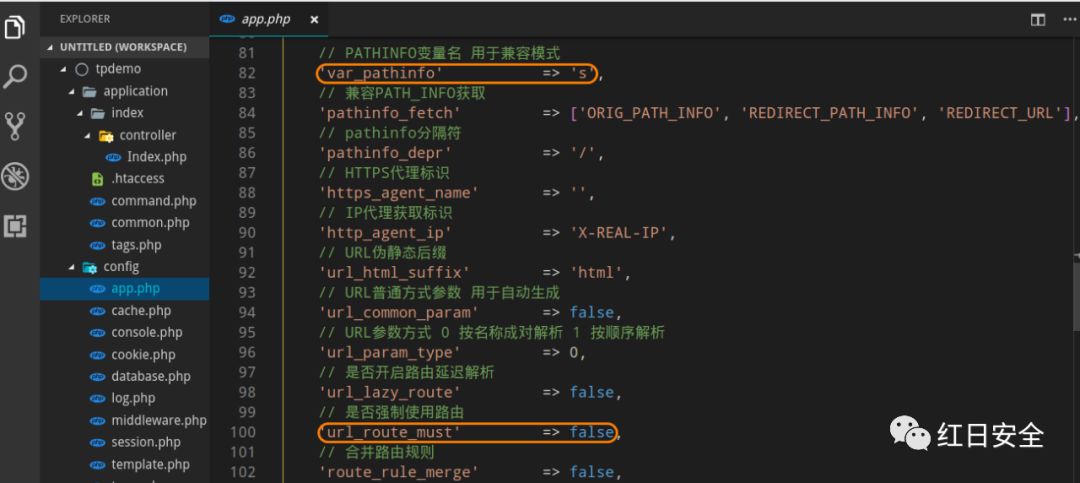 EXPLORER
UNTITLED (WORKSPACE)
tpdemo
application
index
controller
Index.php
.htaccess
command.php
common.php
tags.php
config
app.php
cache.php
console.php
cookie.php
database.php
log.php
middleware.php
session.php
template.php
app.php ×
81 // PATHINFO变量名 用于兼容模式
82 'var_pathinfo' => 's',
83 // 兼容PATH_INFO获取
84 'pathinfo_fetch' => ['ORIG_PATH_INFO', 'REDIRECT_PATH_INFO', 'REDIRECT_URL'],
85 // pathinfo分隔符
86 'pathinfo_depr' => '/',
87 // HTTPS代理标识
88 'https_agent_name' => '',
89 // IP代理获取标识
90 'http_agent_ip' => 'X-REAL-IP',
91 // URL伪静态后缀
92 'url_html_suffix' => 'html',
93 // URL普通方式参数 用于自动生成
94 'url_common_param' => false,
95 // URL参数方式 0 按名称成对解析 1 按顺序解析
96 'url_param_type' => 0,
97 // 是否开启路由延迟解析
98 'url_lazy_route' => false,
99 // 是否强制使用路由
100 'url_route_must' => false,
101 // 合并路由规则
102 'route_rule_merge' => false,
红日安全